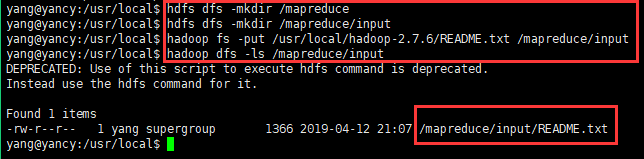 yang@yancy:/usr/local$ hdfs dfs -mkdir /mapreduce
yang@yancy:/usr/local$ hdfs dfs -mkdir /mapreduce/input
yang@yancy:/usr/local$ hadoop fs -put /usr/local/hadoop-2.7.6/README.txt /mapreduce/input
yang@yancy:/usr/local$ hadoop dfs -ls /mapreduce/input
DEPRECATED: Use of this script to execute hdfs command is deprecated.
Instead use the hdfs command for it.
Found 1 items
-rw-r--r--   1 yang supergroup       1366 2019-04-12 21:07 /mapreduce/input/README.txt
yang@yancy:/usr/local$